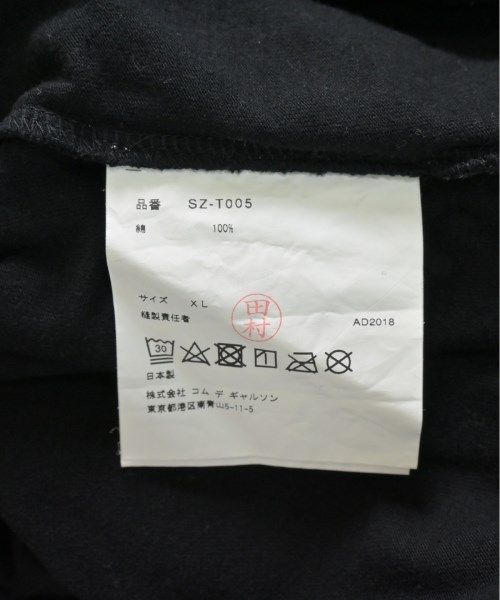 品番 SZ-T005
綿 100%
サイズ XL
縫製責任者 田村 AD2018
30
日本製
株式会社 コム デ ギャルソン
東京都港区南青山5-11-5